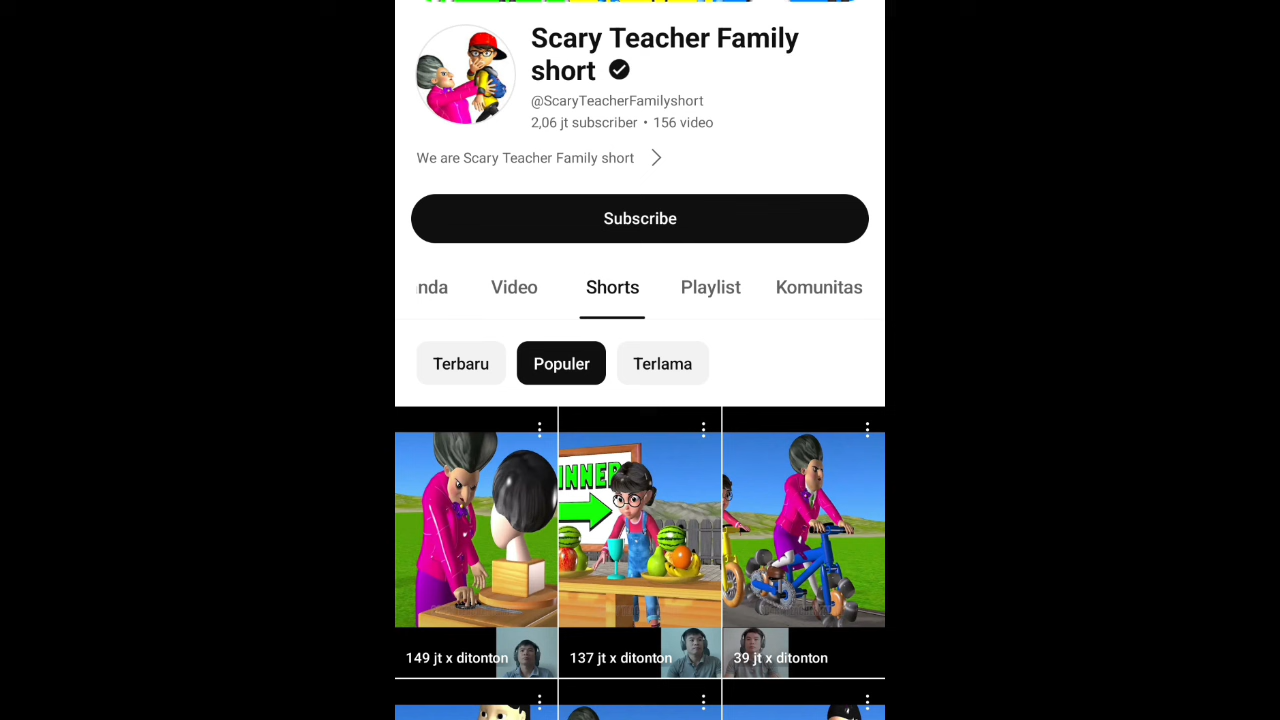 Scary Teacher Family
short
@ScaryTeacherFamilyshort
2,06 jt subscriber • 156 video
We are Scary Teacher Family short
Subscribe
nda Video Shorts Playlist Komunitas
Terbaru Populer Terlama
INNER
149 jt x ditonton 137 jt x ditonton 39 jt x ditonton